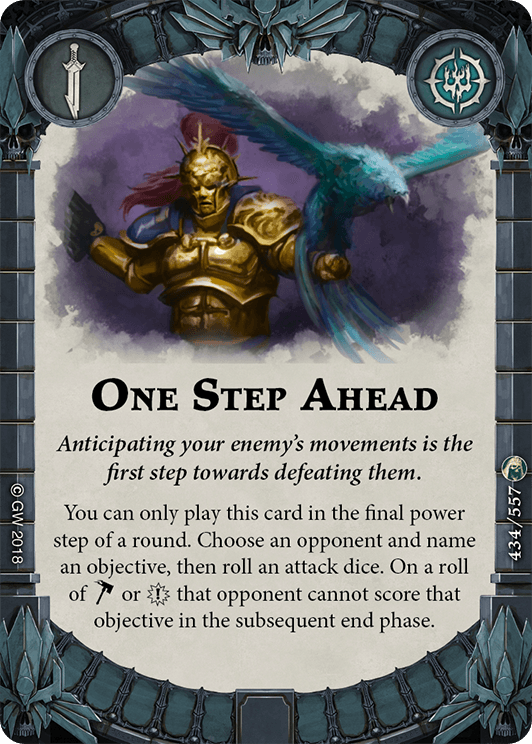 One Step Ahead
Anticipating your enemy's movements is the
first step towards defeating them.
You can only play this card in the final power
step of a round. Choose an opponent and name
an objective, then roll an attack dice. On a roll
of or that opponent cannot score that
objective in the subsequent end phase.
© GW 2018
434/557